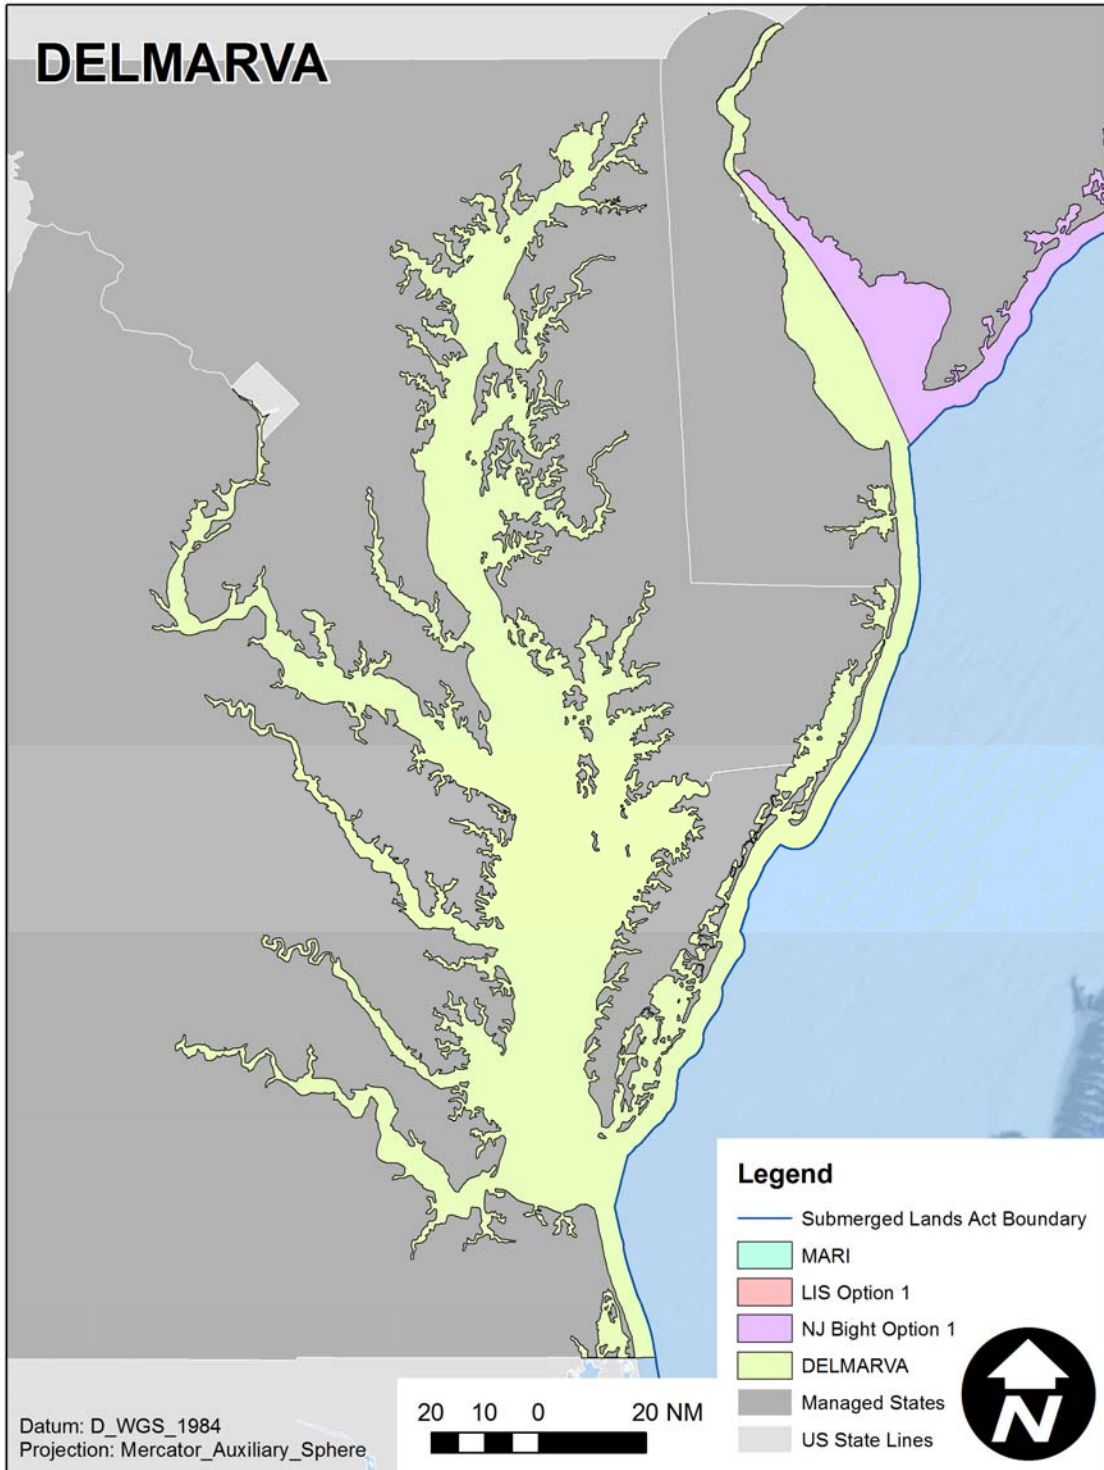 DELMARVA
Legend
Submerged Lands Act Boundary
MARI
LIS Option 1
NJ Bight Option 1
DELMARVA
Managed States
US State Lines
N
20 10 0 20 NM
Datum: D_WGS_1984
Projection: Mercator_Auxiliary_Sphere